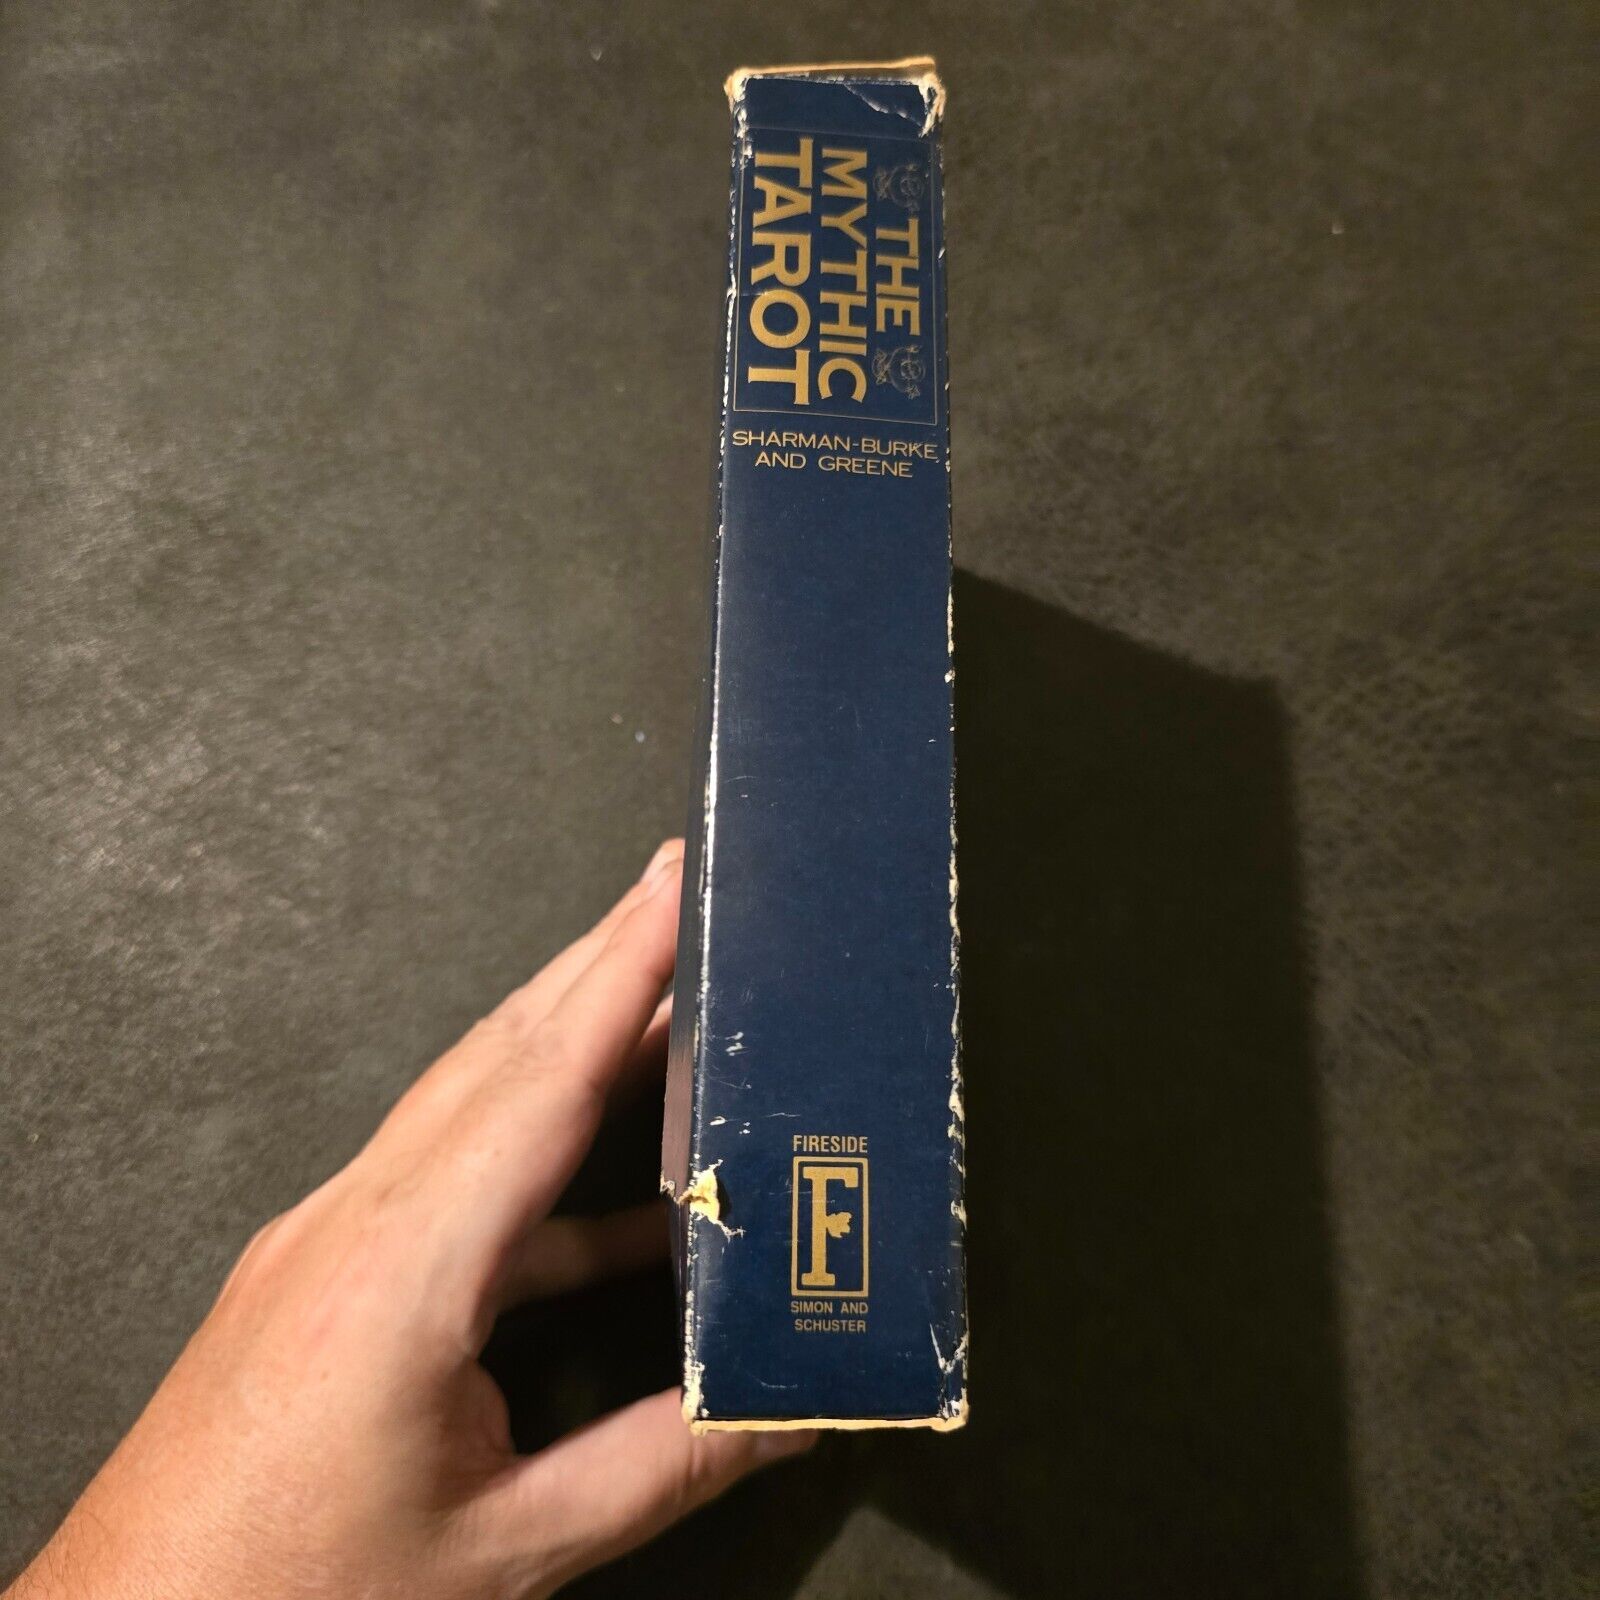 THE
MYTHIC
TAROT
SHARMAN-BURKE
AND GREENE
FIRESIDE
F
SIMON AND
SCHUSTER